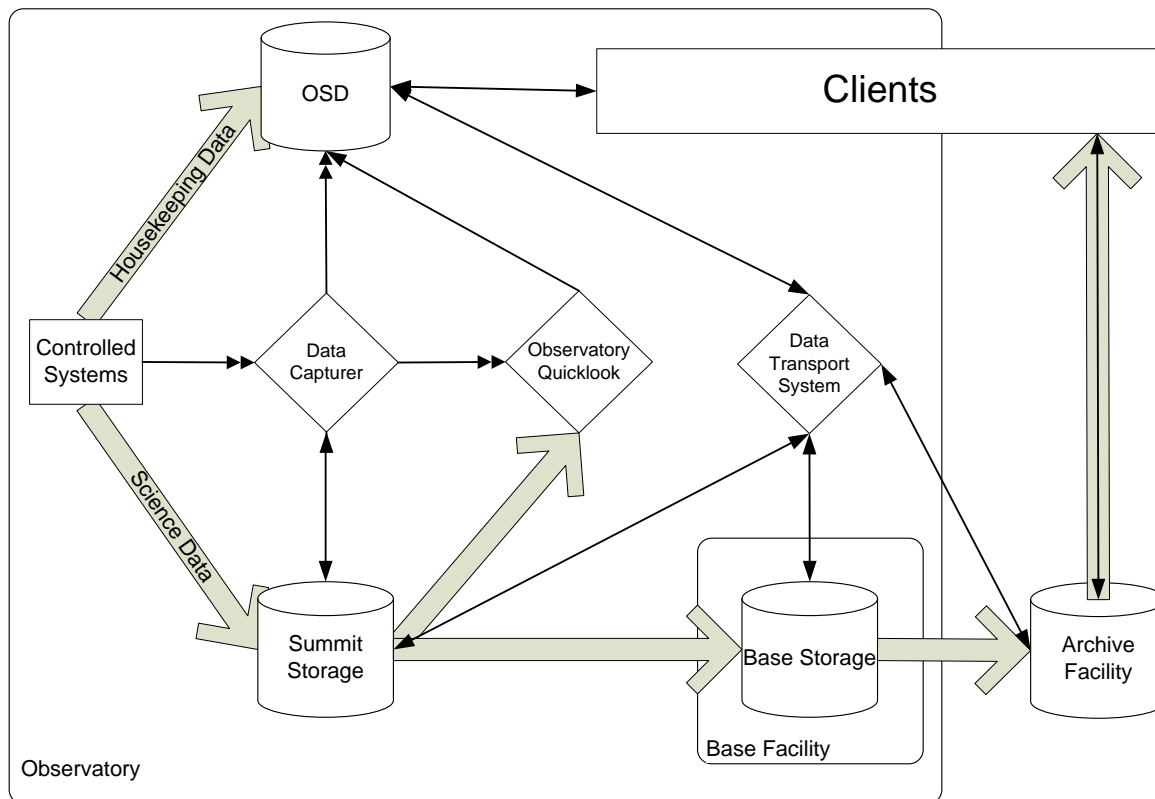 OSD
Clients
Housekeeping Data
Controlled
Systems
Data
Capturer
Observatory
Quicklook
Data
Transport
System
Science Data
Summit
Storage
Base Storage
Archive
Facility
Base Facility
Observatory